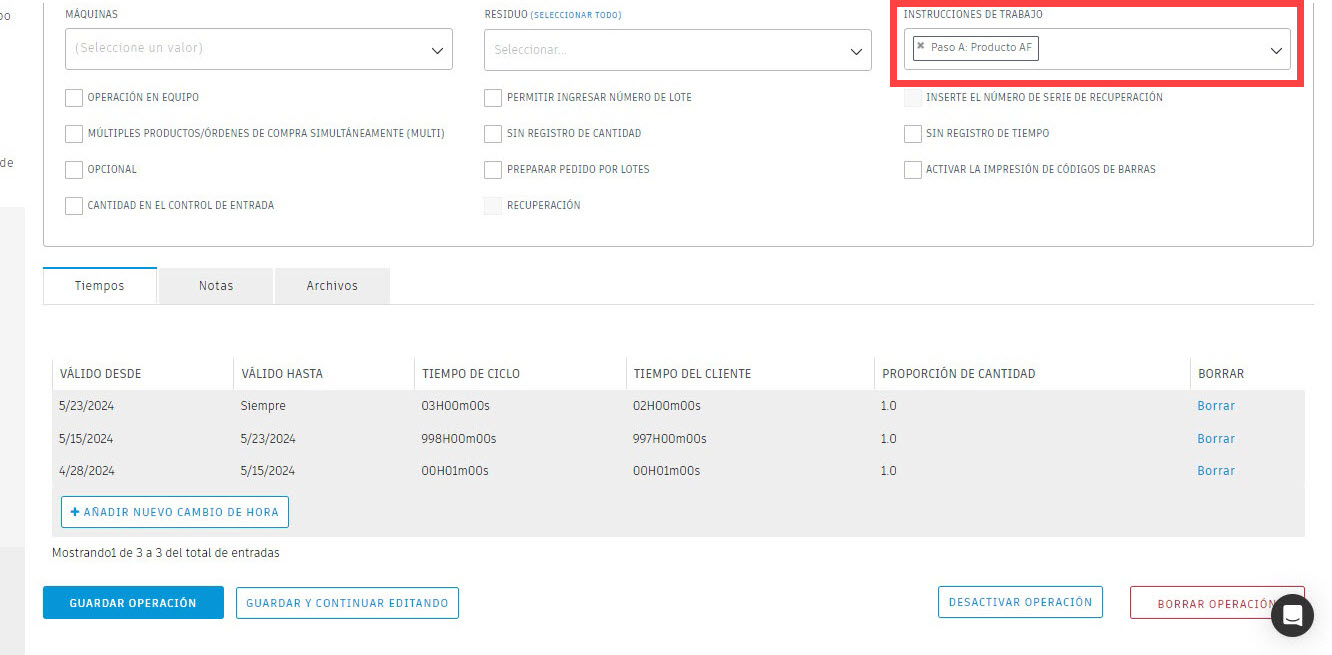 po
MÁQUINAS
RESIDUO (SELECCIONAR TODO)
INSTRUCCIONES DE TRABAJO
(Seleccione un valor)
Seleccionar...
× Paso A: Producto AF
OPERACIÓN EN EQUIPO
PERMITIR INGRESAR NÚMERO DE LOTE
INSERTE EL NÚMERO DE SERIE DE RECUPERACIÓN
MÚLTIPLES PRODUCTOS/ÓRDENES DE COMPRA SIMULTÁNEAMENTE (MULTI)
SIN REGISTRO DE CANTIDAD
SIN REGISTRO DE TIEMPO
de
OPCIONAL
PREPARAR PEDIDO POR LOTES
ACTIVAR LA IMPRESIÓN DE CÓDIGOS DE BARRAS
CANTIDAD EN EL CONTROL DE ENTRADA
RECUPERACIÓN
Tiempos
Notas
Archivos
VÁLIDO DESDE
VÁLIDO HASTA
TIEMPO DE CICLO
TIEMPO DEL CLIENTE
PROPORCIÓN DE CANTIDAD
BORRAR
5/23/2024
Siempre
03H00m00s
02H00m00s
1.0
Borrar
5/15/2024
5/23/2024
998H00m00s
997H00m00s
1.0
Borrar
4/28/2024
5/15/2024
00H01m00s
00H01m00s
1.0
Borrar
+ AÑADIR NUEVO CAMBIO DE HORA
Mostrando1 de 3 a 3 del total de entradas
GUARDAR OPERACIÓN
GUARDAR Y CONTINUAR EDITANDO
DESACTIVAR OPERACIÓN
BORRAR OPERACIÓN